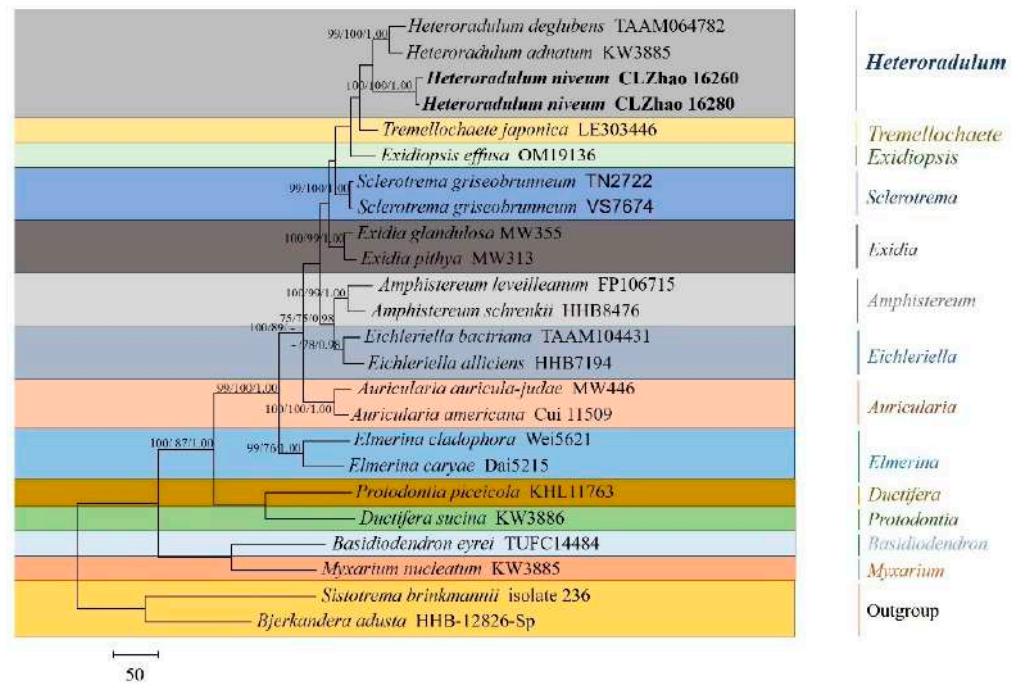 Heteroradulum deglubens TAAM064782
99/100/1.00
Heteroradulum adnatum KW3885
Heteroradulum
Heteroradulum niveum CLZhao 16260
100/100/1.00
Heteroradulum niveum CLZhao 16280
Tremellochaete japonica LE303446
Tremellochaete
Exidiopsis effusa OM19136
Exidiopsis
Sclerotrema griseobrunneum TN2722
99/100/1.00
Sclerotrema
Sclerotrema griseobrunneum VS7674
Exidia glandulosa MW355
100/99/1.00
Exidia
Exidia pithya MW313
Amphistereum leveilleanum FP106715
100/99/1.00
Amphistereum
Amphistereum schrenkii HHB8476
75/75/0.98
100/89/-
Eichleriella bactriana TAAM104431
-/78/0.98
Eichleriella
Eichleriella alliciens HHB7194
Auricularia auricula-judae MW446
99/100/1.00
Auricularia
100/100/1.00
Auricularia americana Cui 11509
Elmerina cladophora Wei5621
100/87/1.00
99/76/1.00
Elmerina
Elmerina caryae Dai5215
Protodontia piceicola KHL11763
Ductifera
Ductifera sucina KW3886
Protodontia
Basidiodendron eyrei TUFC14484
Basidiodendron
Myxarium nucleatum KW3885
Myxarium
Sistotrema brinkmannii isolate 236
Outgroup
Bjerkandera adusta HHB-12826-Sp
50